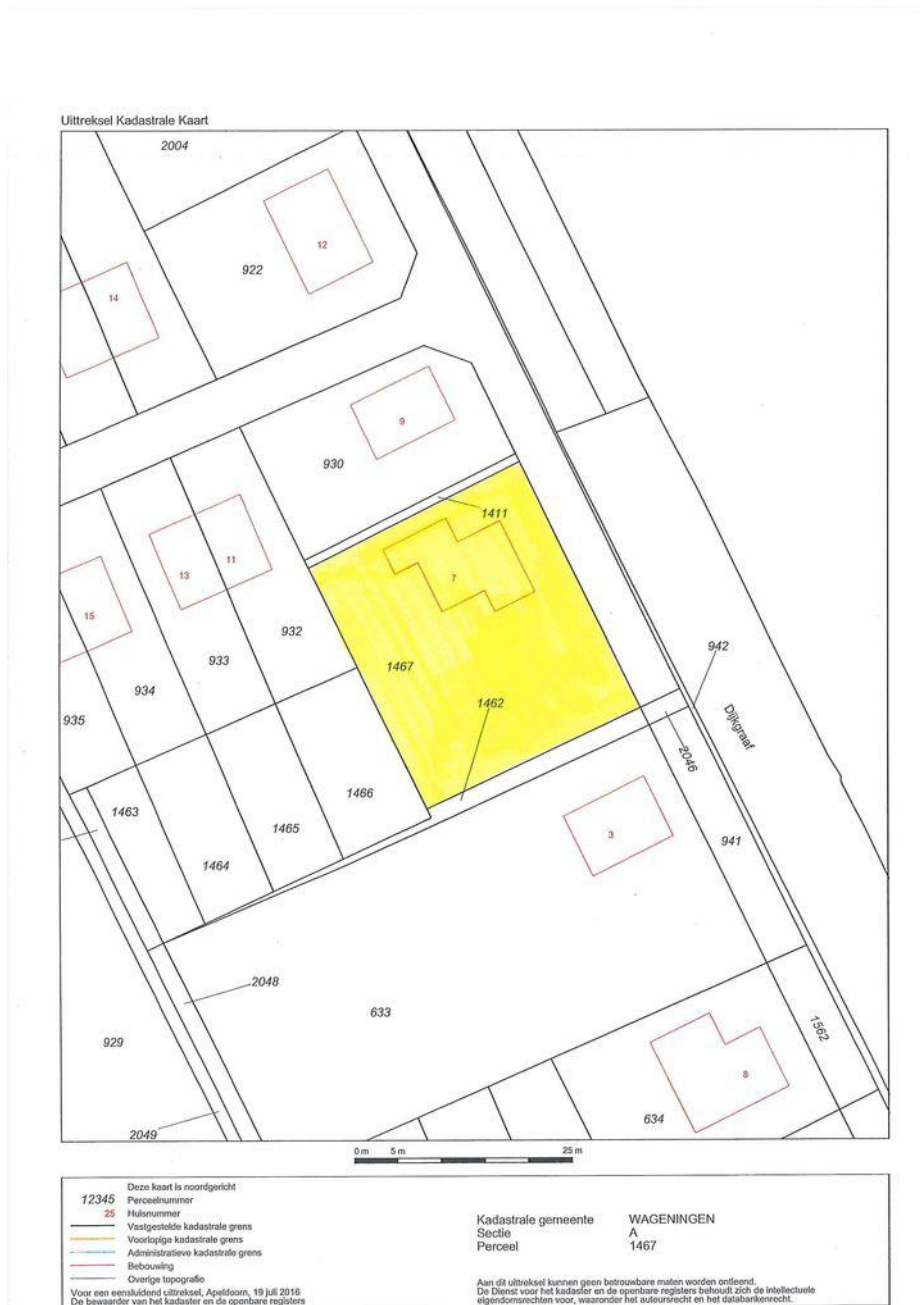 Uittreksel Kadastrale Kaart
2004
12
922
14
9
930
1411
7
13
11
15
932
1467
933
942
934
1462
935
Dijkgraaf
2046
1463
1466
1465
3
941
1464
2048
633
1562
929
8
634
2049
0 m 5 m 25 m
Deze kaart is noordgericht
12345 Perceelnummer
25 Huisnummer
Vastgestelde kadastrale grens
Voorlopige kadastrale grens
Administratieve kadastrale grens
Bebouwing
Overige topografie
Voor een eensluidend uittreksel, Apeldoorn, 19 juli 2016
De bewaarder van het kadaster en de openbare registers
Kadastrale gemeente WAGENINGEN
Sectie A
Perceel 1467
Aan dit uittreksel kunnen geen betrouwbare maten worden ontleend.
De Dienst voor het kadaster en de openbare registers behoudt zich de intellectuele
eigendomsrechten voor, waaronder het auteursrecht en het databankenrecht.